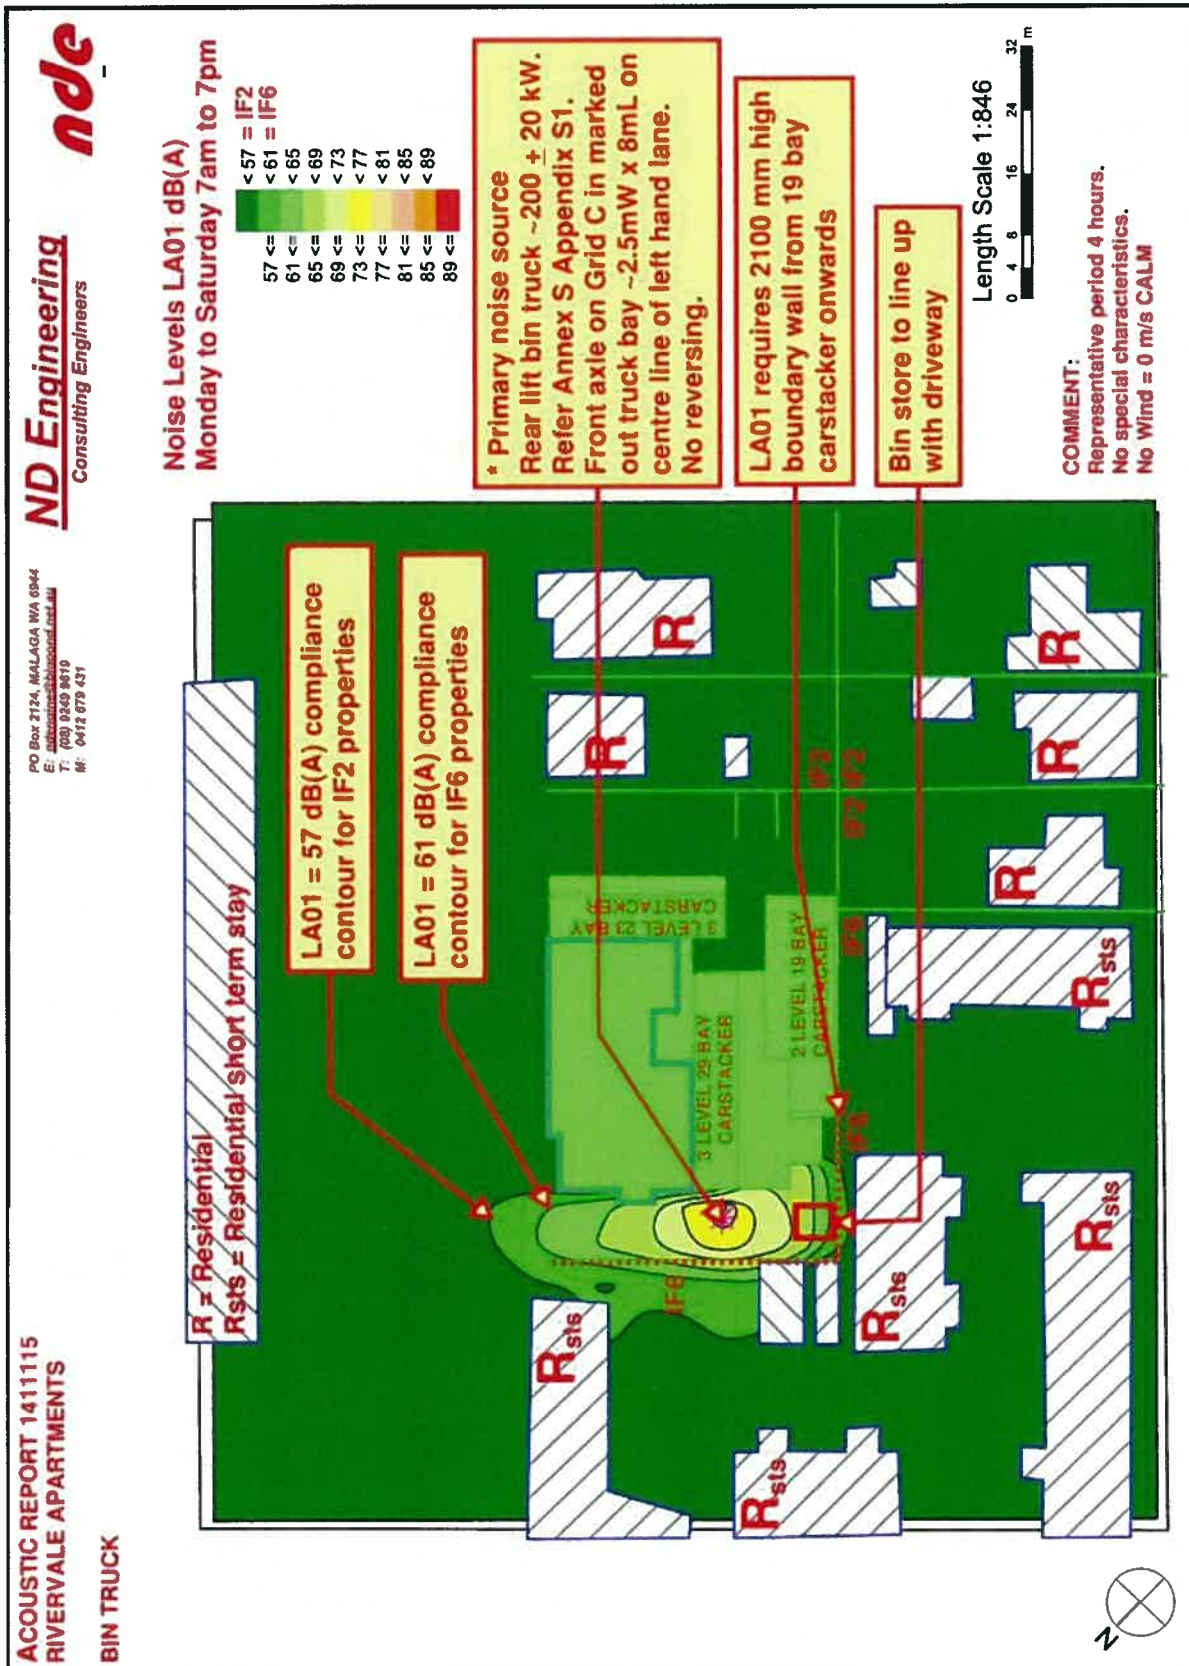 ACOUSTIC REPORT 1411115
RIVERVALE APARTMENTS
BIN TRUCK
PO Box 2124, MALAGA WA 6944
T: (08) 9249 9619
M: 0412 679 431
ND Engineering
Consulting Engineers
nde
Noise Levels LA01 dB(A)
Monday to Saturday 7am to 7pm
< 57 = IF2
57 <= < 61 = IF6
61 <= < 65
65 <= < 69
69 <= < 73
73 <= < 77
77 <= < 81
81 <= < 85
85 <= < 89
89 <=
R = Residential
Rsts = Residential short term stay
LA01 = 57 dB(A) compliance
contour for IF2 properties
LA01 = 61 dB(A) compliance
contour for IF6 properties
* Primary noise source
Rear lift bin truck ~200 ± 20 kW.
Refer Annex S Appendix S1.
Front axle on Grid C in marked
out truck bay ~2.5mW x 8mL on
centre line of left hand lane.
No reversing.
LA01 requires 2100 mm high
boundary wall from 19 bay
carstacker onwards
Bin store to line up
with driveway
Length Scale 1:846
0 4 8 16 24 32 m
COMMENT:
Representative period 4 hours.
No special characteristics.
No Wind = 0 m/s CALM
3 LEVEL 23 BAY
CARSTACKER
3 LEVEL 29 BAY
CARSTACKER
2 LEVEL 19 BAY
CARSTACKER
Rsts
Rsts
Rsts
Rsts
Rsts
R
R
R
R
R
IF6
IF6
IF6
IF2
IF2
IF2
N